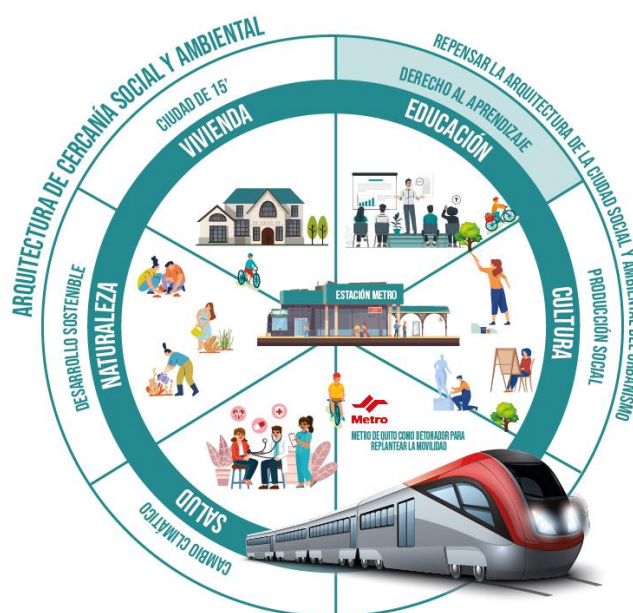 ARQUITECTURA DE CERCANÍA SOCIAL Y AMBIENTAL
REPENSAR LA ARQUITECTURA DE LA CIUDAD SOCIAL Y AMBIENTAL DEL URBANISMO
CIUDAD DE 15'
DERECHO AL APRENDIZAJE
VIVIENDA
EDUCACIÓN
ESTACIÓN METRO
DESARROLLO SOSTENIBLE
NATURALEZA
CULTURA
PRODUCCIÓN SOCIAL
Metro
METRO DE QUITO COMO DETONADOR PARA
REPLANTEAR LA MOVILIDAD
SALUD
CAMBIO CLIMÁTICO